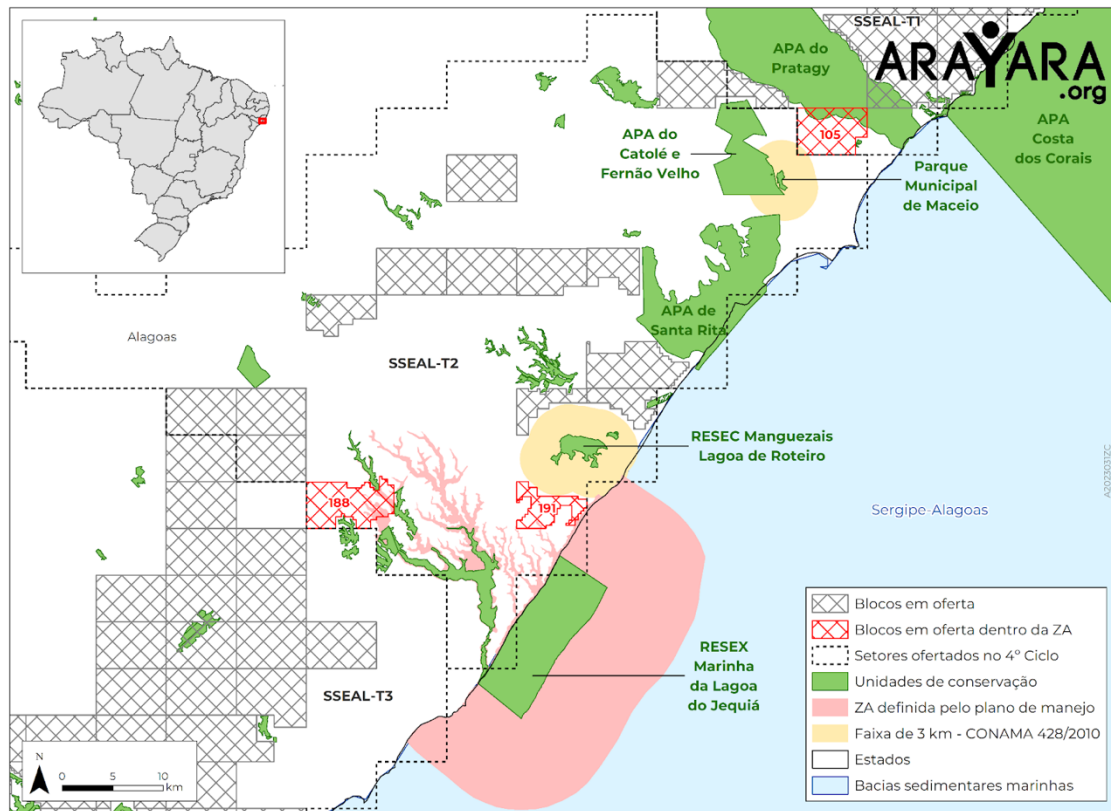 SSEAL-T1
ARAYARA
.org
APA do
Pratagy
APA
Costa
dos Corais
105
APA do
Catolé e
Fernão Velho
Parque
Municipal
de Maceio
APA de
Santa Rita
Alagoas
SSEAL-T2
RESEC Manguezais
Lagoa de Roteiro
188
191
Sergipe-Alagoas
A2023031ZC
RESEX
Marinha
da Lagoa
do Jequiá
SSEAL-T3
Blocos em oferta
Blocos em oferta dentro da ZA
Setores ofertados no 4º Ciclo
Unidades de conservação
ZA definida pelo plano de manejo
Faixa de 3 km - CONAMA 428/2010
Estados
Bacias sedimentares marinhas
N
0 5 10
km